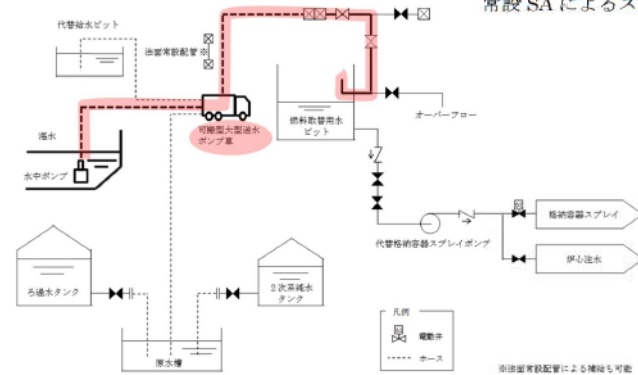 常設SAによるス
代替給水ピット
法面常設配管※
可搬型大型送水
ポンプ車
海水
水中ポンプ
燃料取替用水
ピット
オーバーフロー
代替格納容器スプレイポンプ
M
格納容器スプレイ
炉心注水
ろ過水タンク
2次系純水
タンク
原水槽
凡例
M
電動弁
ホース
※法面常設配管による補給も可能